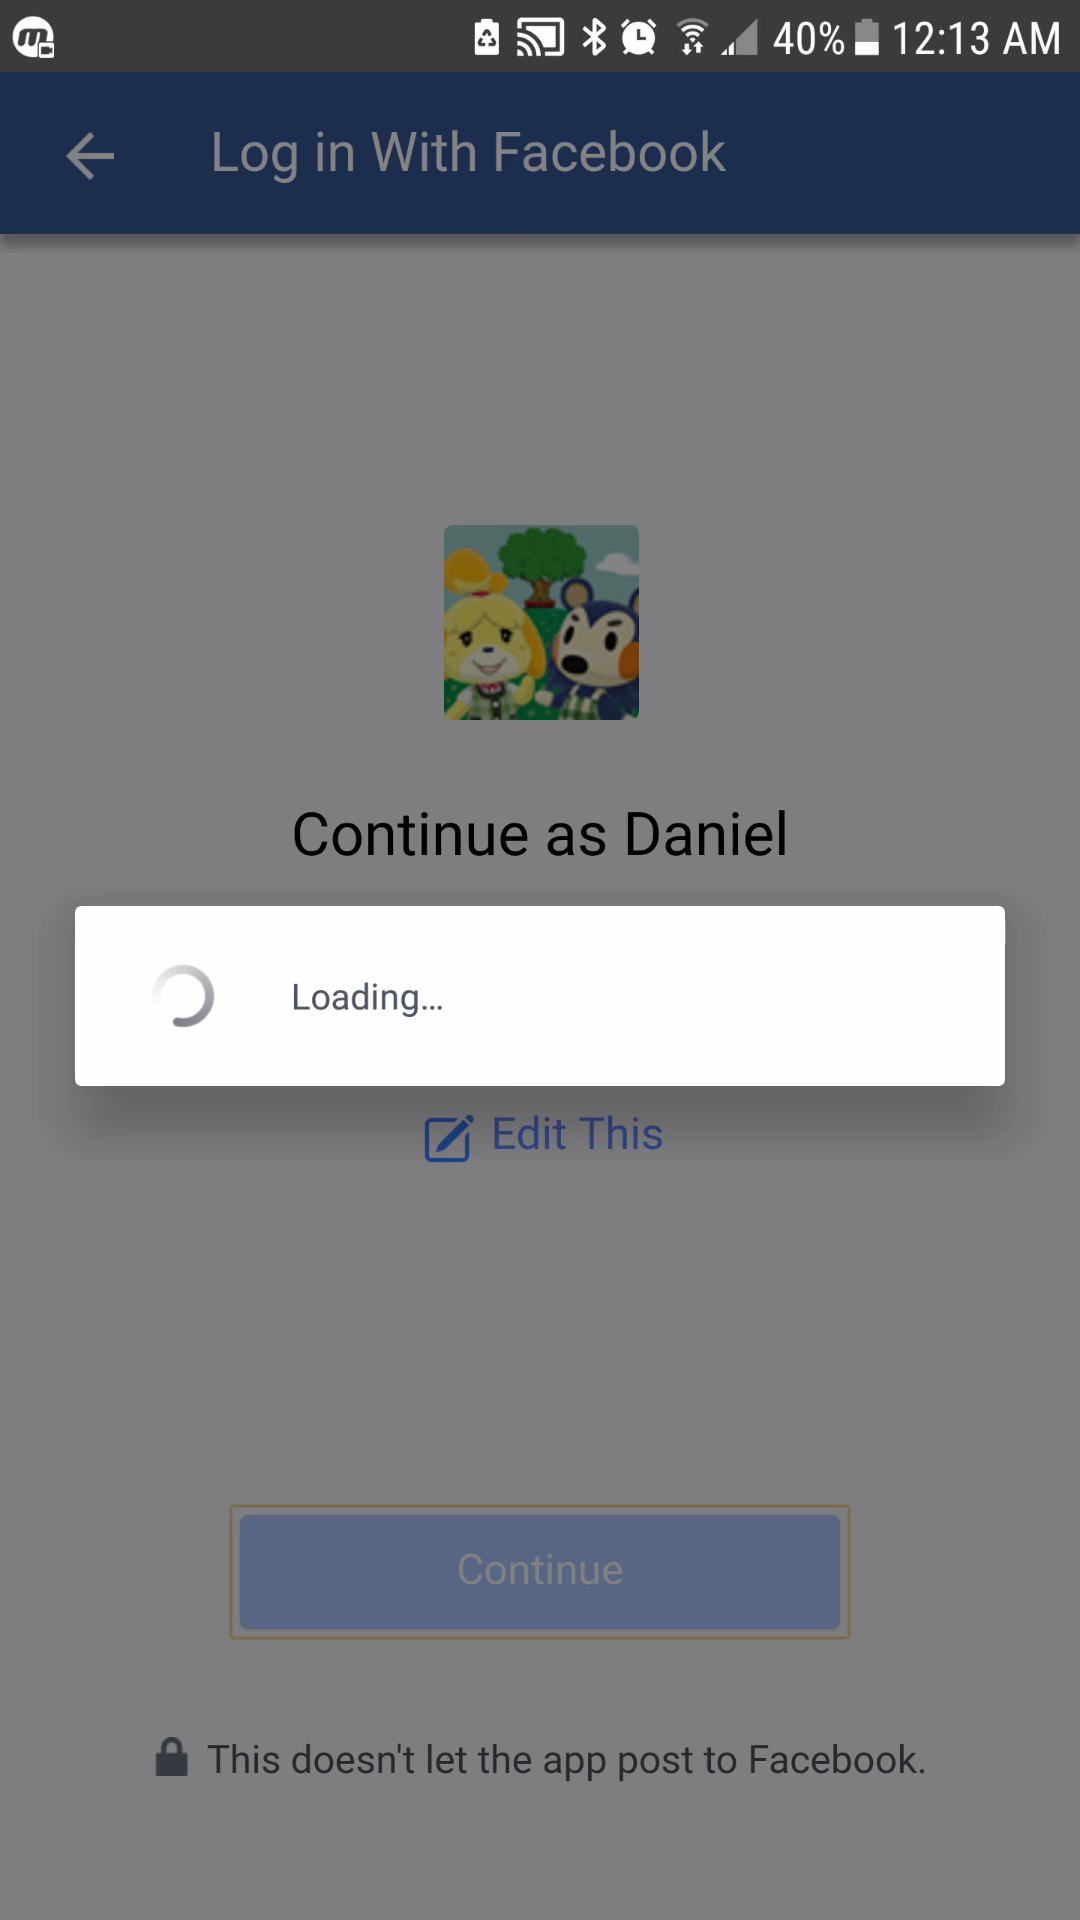 40% 12:13 AM
Log in With Facebook
Continue as Daniel
Loading...
Edit This
Continue
This doesn't let the app post to Facebook.